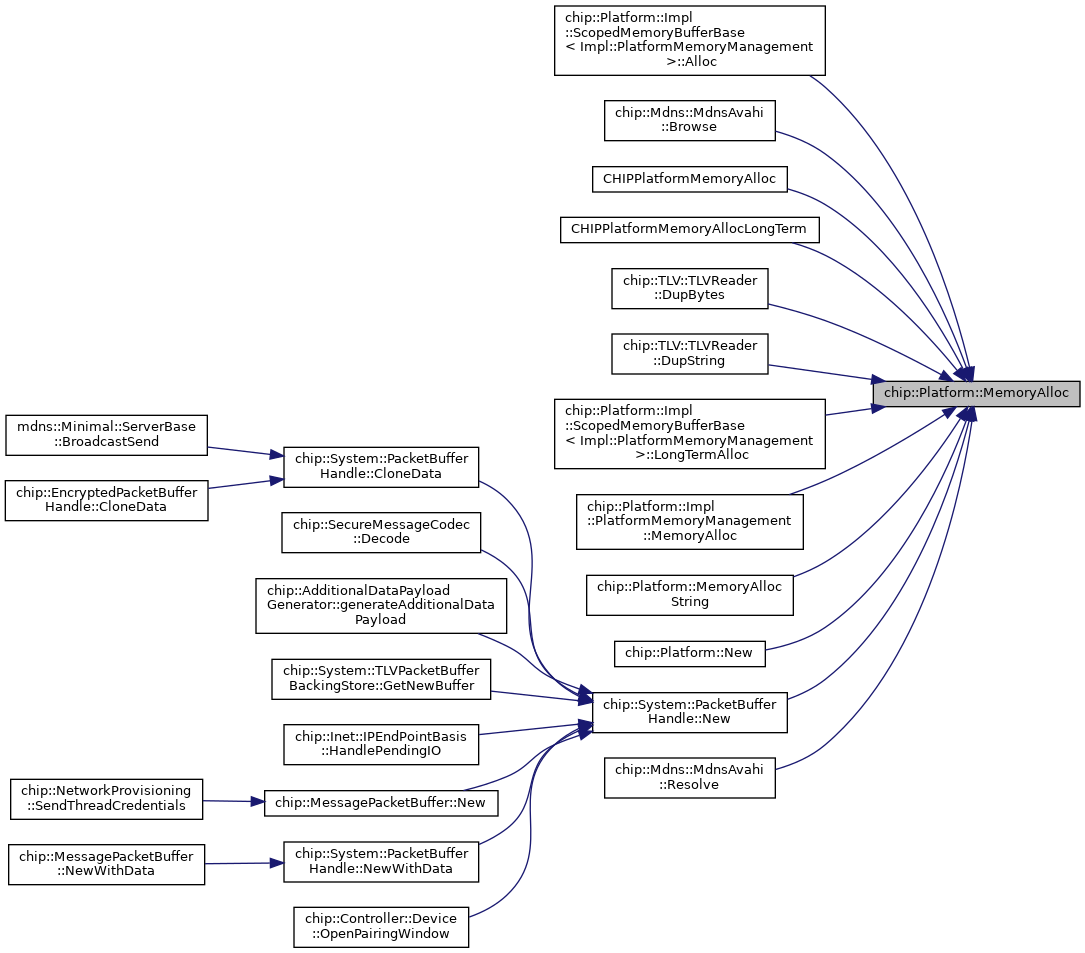 chip::Platform::Impl
::ScopedMemoryBufferBase
< Impl::PlatformMemoryManagement
>::Alloc
chip::Mdns::MdnsAvahi
::Browse
CHIPPlatformMemoryAlloc
CHIPPlatformMemoryAllocLongTerm
chip::TLV::TLVReader
::DupBytes
chip::TLV::TLVReader
::DupString
chip::Platform::MemoryAlloc
chip::Platform::Impl
::ScopedMemoryBufferBase
< Impl::PlatformMemoryManagement
>::LongTermAlloc
mdns::Minimal::ServerBase
::BroadcastSend
chip::System::PacketBuffer
Handle::CloneData
chip::EncryptedPacketBuffer
Handle::CloneData
chip::Platform::Impl
::PlatformMemoryManagement
::MemoryAlloc
chip::SecureMessageCodec
::Decode
chip::Platform::MemoryAlloc
String
chip::AdditionalDataPayload
Generator::generateAdditionalData
Payload
chip::Platform::New
chip::System::TLVPacketBuffer
BackingStore::GetNewBuffer
chip::System::PacketBuffer
Handle::New
chip::Inet::IPEndPointBasis
::HandlePendingIO
chip::Mdns::MdnsAvahi
::Resolve
chip::NetworkProvisioning
::SendThreadCredentials
chip::MessagePacketBuffer::New
chip::MessagePacketBuffer
::NewWithData
chip::System::PacketBuffer
Handle::NewWithData
chip::Controller::Device
::OpenPairingWindow